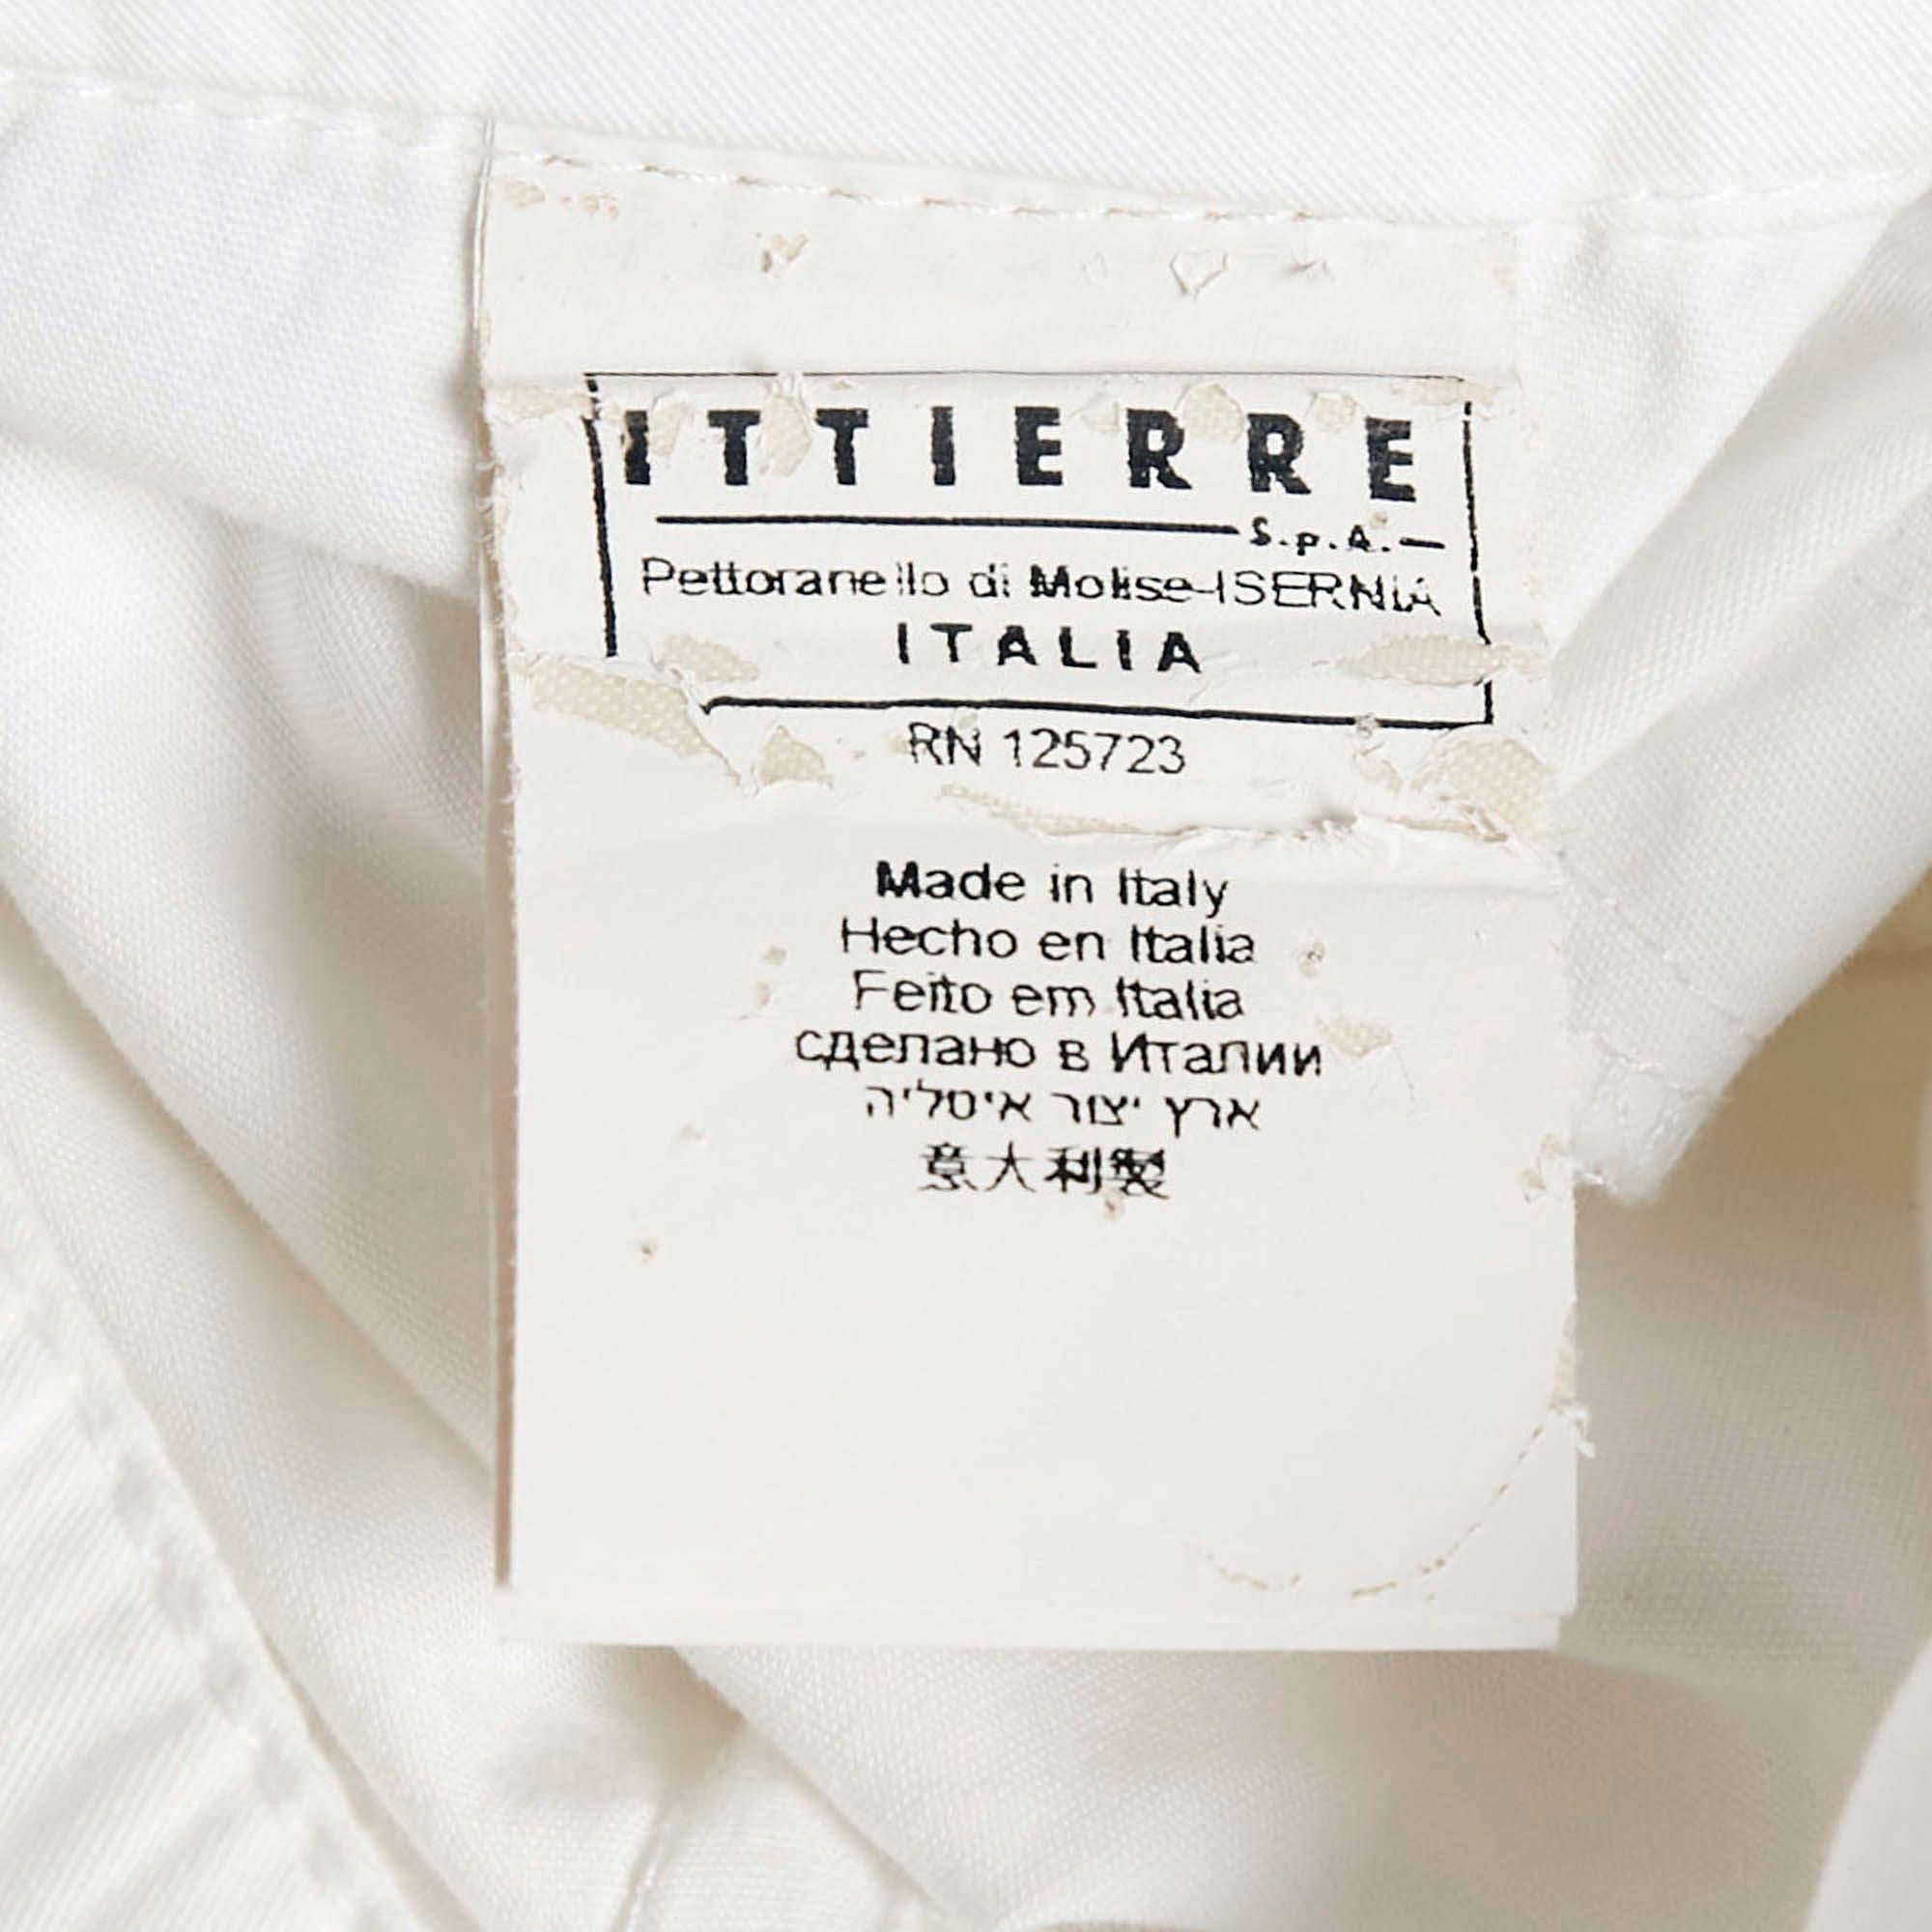 ITTIERRE
S.p.A.
Pettoranello di Molise-ISERNIA
ITALIA
RN 125723
Made in Italy
Hecho en Italia
Feito em Italia
сделано в Италии
ארץ יצור איטליה
意大利製